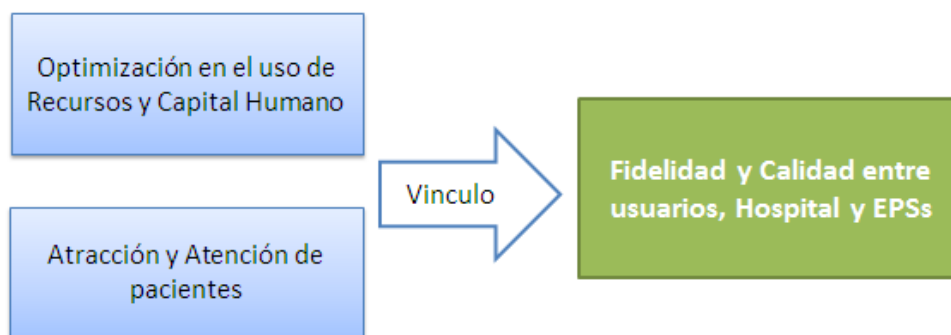 Optimización en el uso de
Recursos y Capital Humano
Atracción y Atención de
pacientes
Vinculo
Fidelidad y Calidad entre
usuarios, Hospital y EPSs